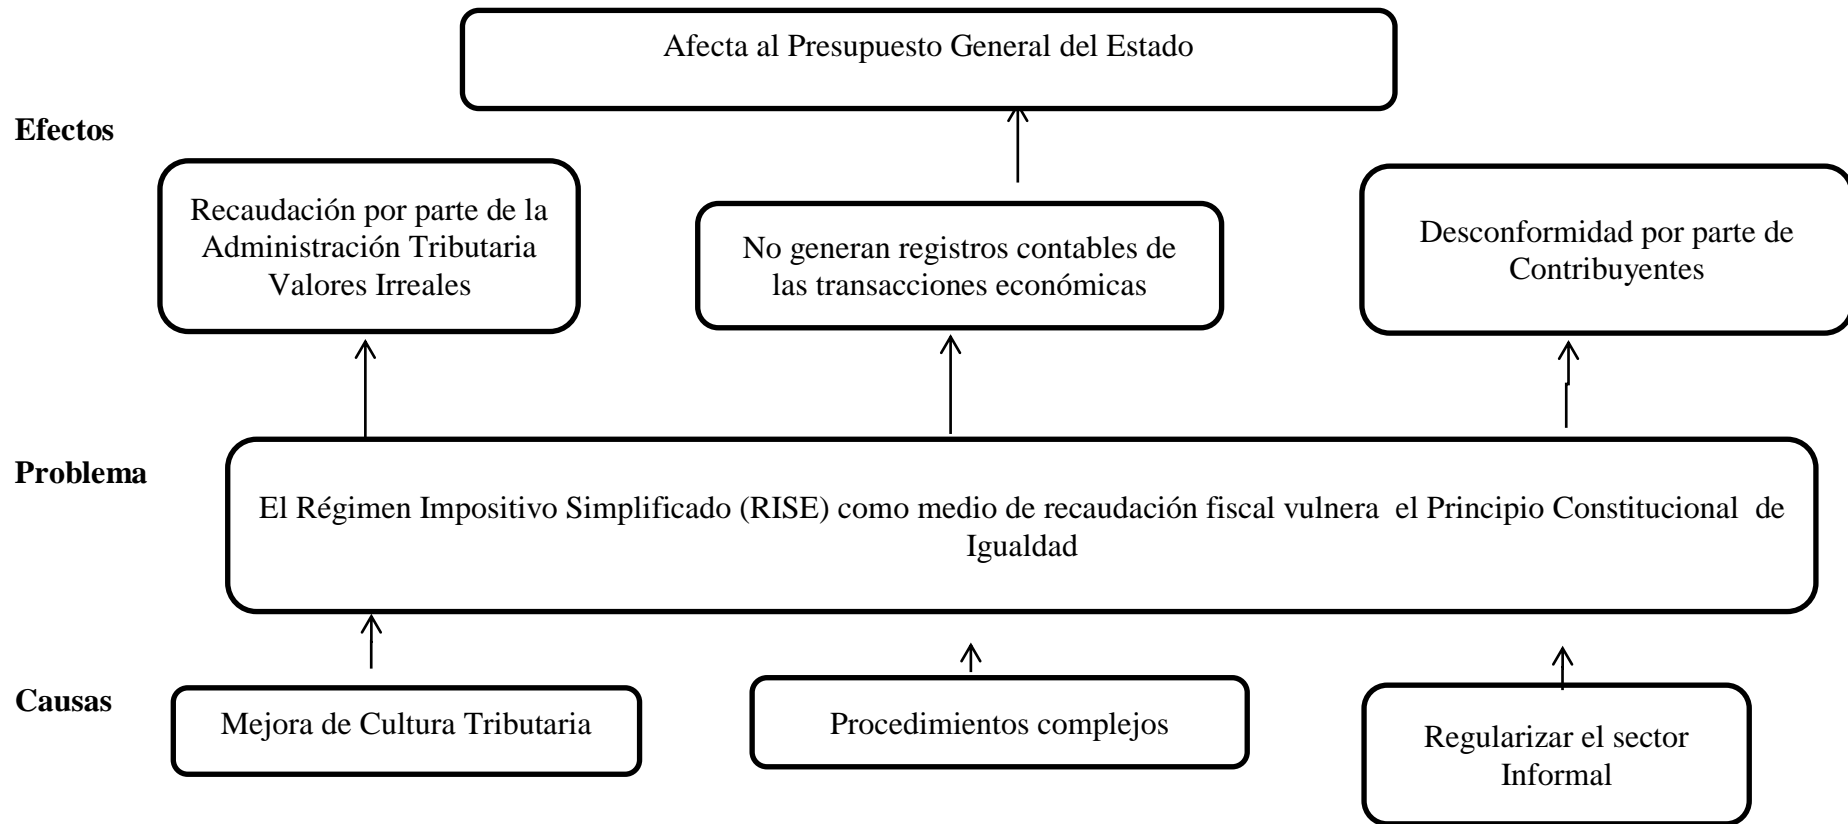 Afecta al Presupuesto General del Estado
Efectos
Recaudación por parte de la
Administración Tributaria
Valores Irreales
No generan registros contables de
las transacciones económicas
Desconformidad por parte de
Contribuyentes
Problema
El Régimen Impositivo Simplificado (RISE) como medio de recaudación fiscal vulnera el Principio Constitucional de
Igualdad
Causas
Mejora de Cultura Tributaria
Procedimientos complejos
Regularizar el sector
Informal